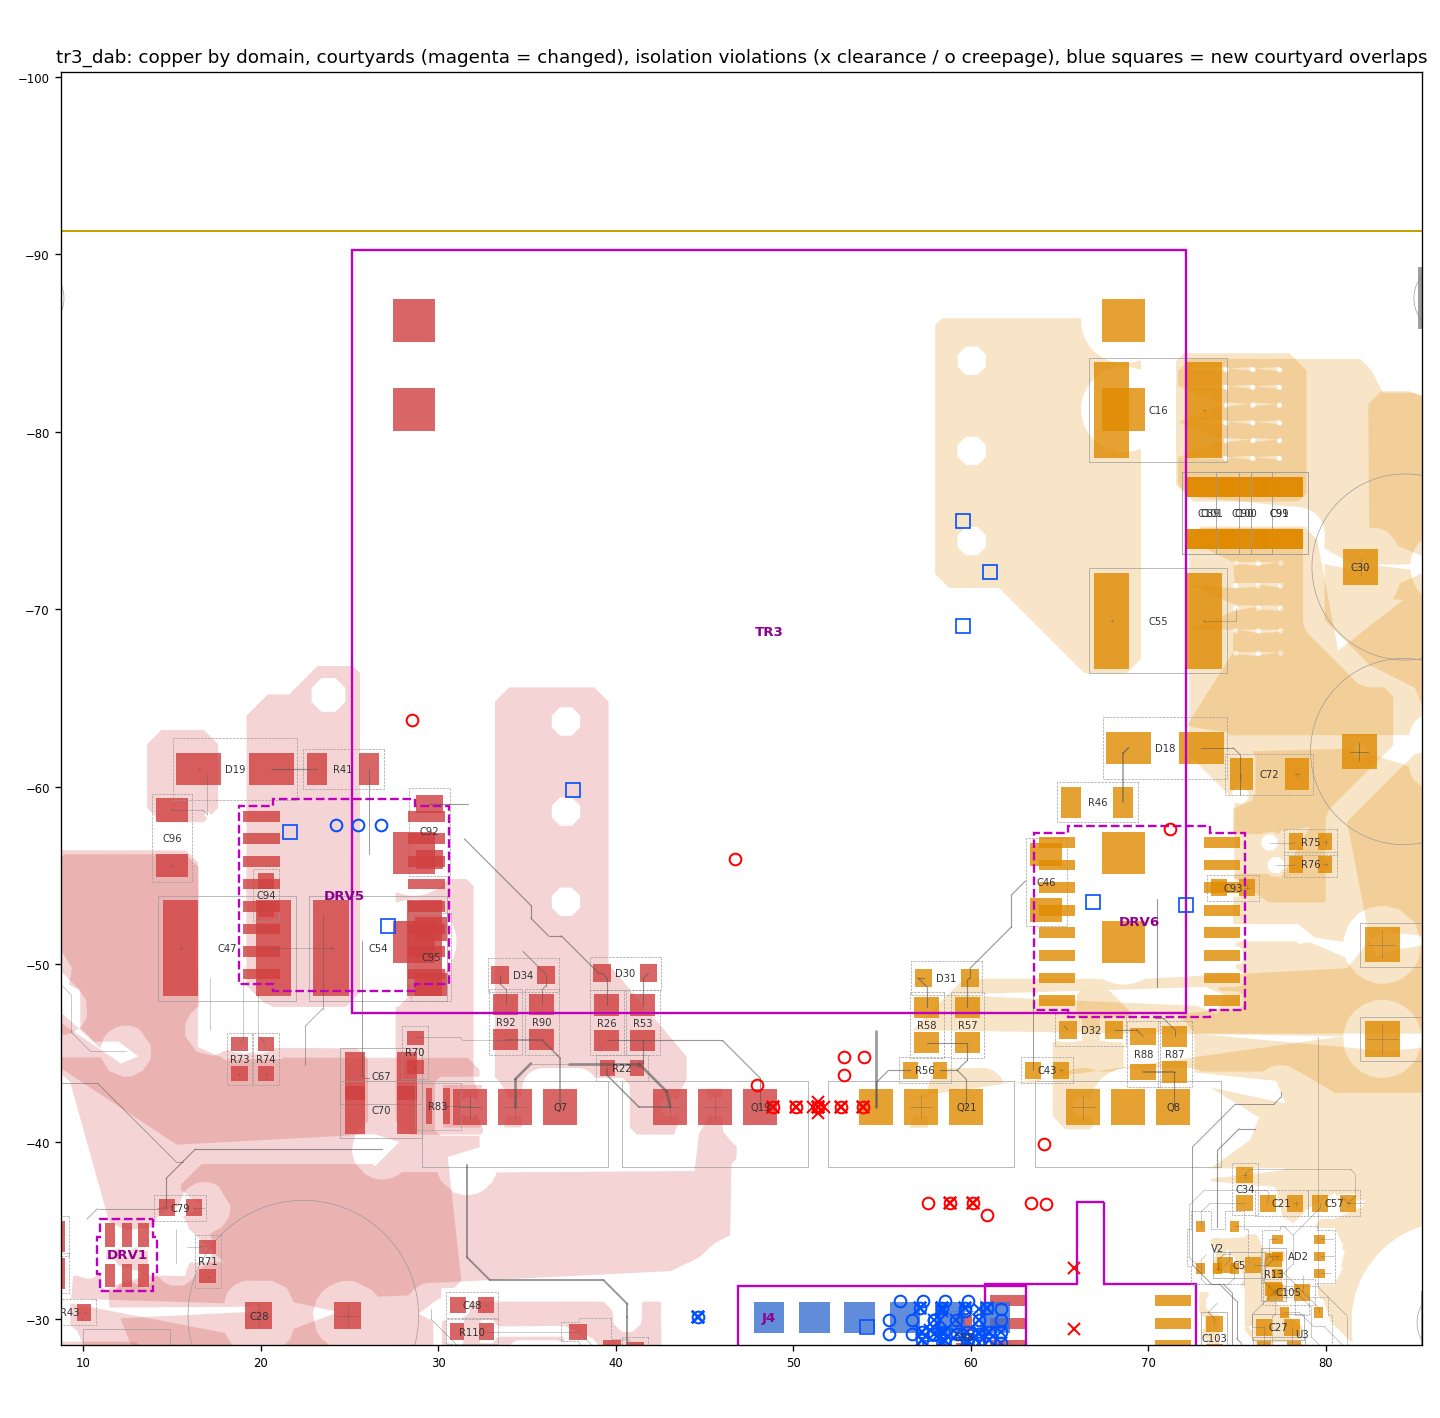 tr3_dab: copper by domain, courtyards (magenta = changed), isolation violations (x clearance / o creepage), blue squares = new courtyard overlaps
−100
−90
−80
−70
−60
−50
−40
−30
C16
C30
TR3
C55
D19
R41
D18
C72
R46
C96
C92
R75
R76
C94
DRV5
C46
C93
DRV6
C47
C54
C95
D34
D30
D31
R92
R90
R26
R53
R58
R57
D32
R73
R74
R70
R22
R56
C43
R88
R87
C67
C70
R83
Q7
Q19
Q21
Q8
C34
C79
C21
C57
DRV1
R71
V2
C5
AD2
R13
C105
R43
C28
C48
R110
J4
C103
C27
U3
10
20
30
40
50
60
70
80